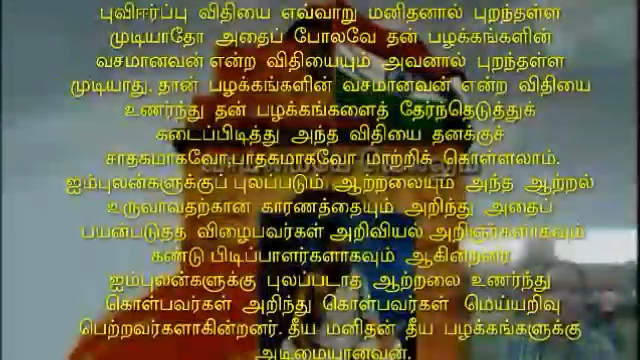 புவிஈர்ப்பு விதியை எவ்வாறு மனிதனால் புறந்தள்ள
முடியாதோ அதைப் போலவே தன் பழக்கங்களின்
வசமானவன் என்ற விதியையும் அவனால் புறந்தள்ள
முடியாது. தான் பழக்கங்களின் வசமானவன் என்ற விதியை
உணர்ந்து தன் பழக்கங்களைத் தேர்ந்தெடுத்துக்
கடைப்பிடித்து அந்த விதியை தனக்குச்
சாதகமாகவோ,பாதகமாகவோ மாற்றிக் கொள்ளலாம்.
ஐம்புலன்களுக்குப் புலப்படும் ஆற்றலையும் அந்த ஆற்றல்
உருவாவதற்கான காரணத்தையும் அறிந்து அதைப்
பயன்படுத்த விழைபவர்கள் அறிவியல் அறிஞர்களாகவும்
கண்டு பிடிப்பாளர்களாகவும் ஆகின்றனர்
ஐம்புலன்களுக்கு புலப்படாத ஆற்றலை உணர்ந்து
கொள்பவர்கள் அறிந்து கொள்பவர்கள் மெய்யறிவு
பெற்றவர்களாகின்றனர். தீய மனிதன் தீய பழக்கங்களுக்கு
அடிமையானவன்.